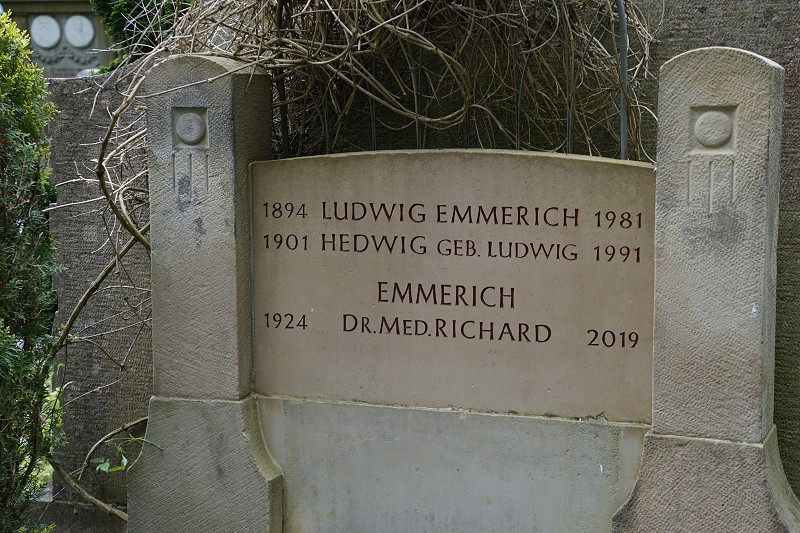 1894 LUDWIG EMMERICH 1981
1901 HEDWIG GEB. LUDWIG 1991
EMMERICH
1924 DR. MED. RICHARD 2019